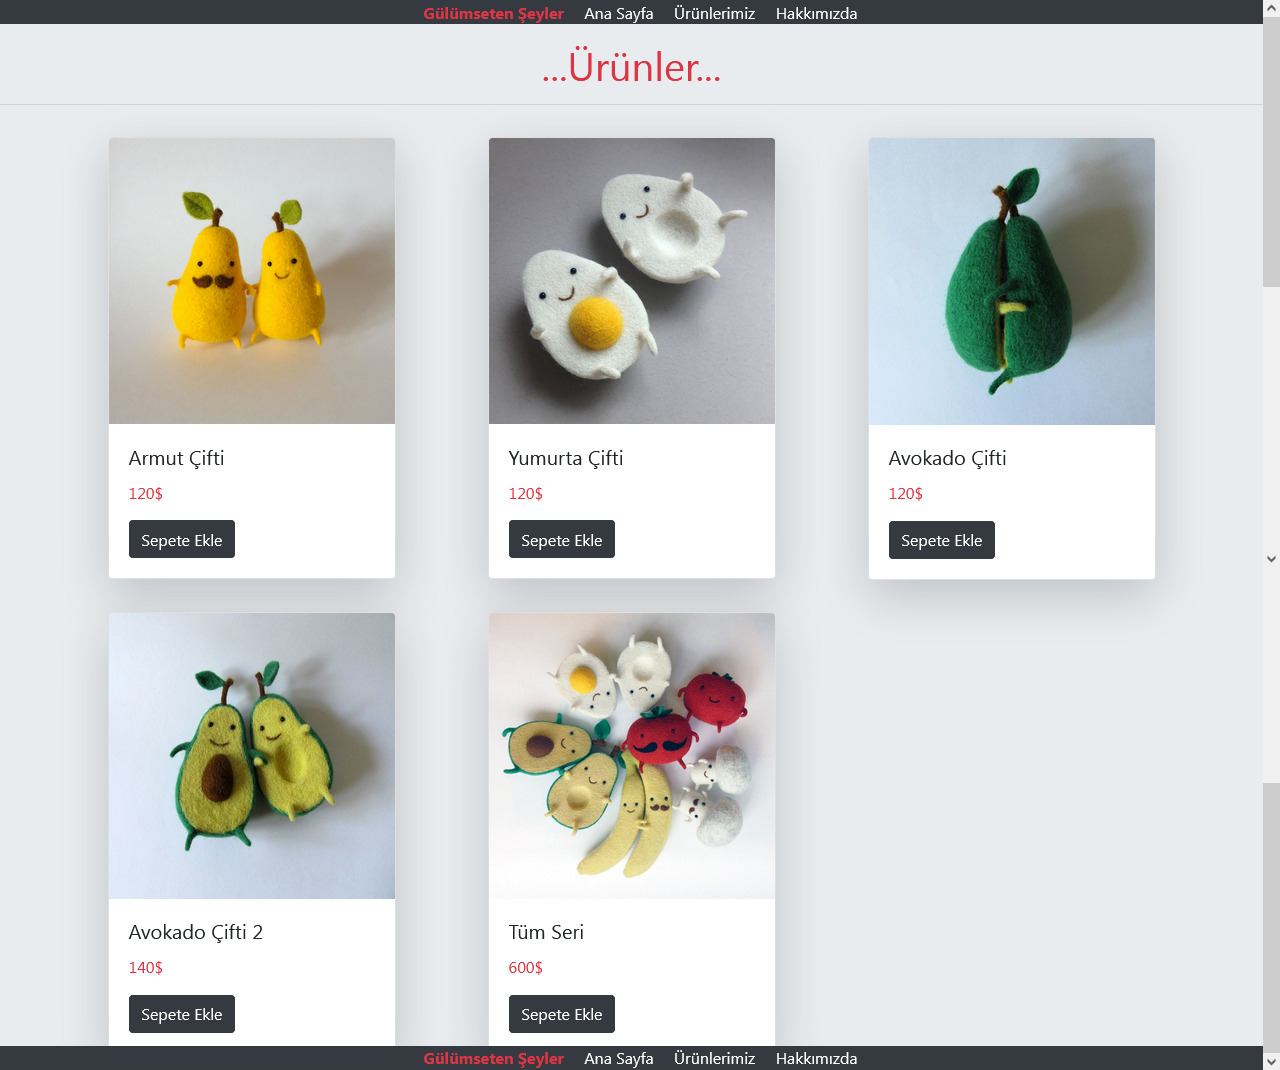 Gülümseten Şeyler Ana Sayfa Ürünlerimiz Hakkımızda
...Ürünler...
Armut Çifti
120$
Sepete Ekle
Yumurta Çifti
120$
Sepete Ekle
Avokado Çifti
120$
Sepete Ekle
Avokado Çifti 2
140$
Sepete Ekle
Tüm Seri
600$
Sepete Ekle
Gülümseten Şeyler Ana Sayfa Ürünlerimiz Hakkımızda